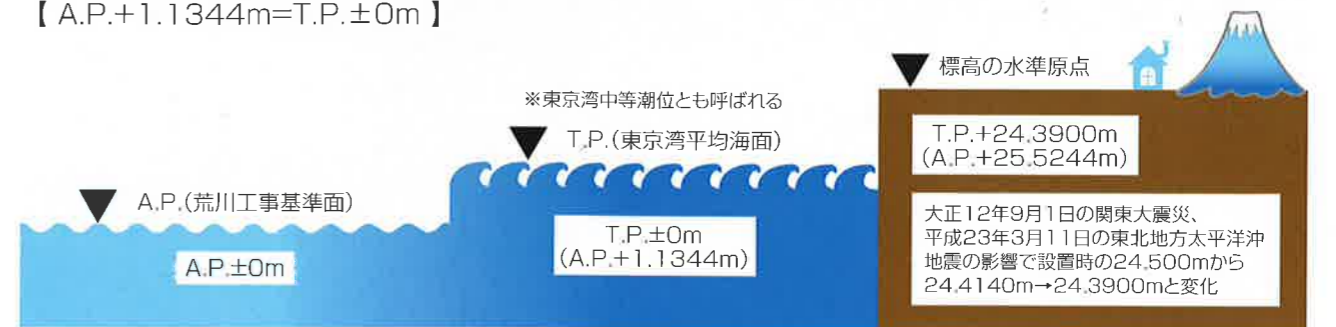 【 A.P.+1.1344m=T.P.±0m 】
標高の水準原点
※東京湾中等潮位とも呼ばれる
T.P.(東京湾平均海面)
A.P.(荒川工事基準面)
T.P.+24.3900m
(A.P.+25.5244m)
T.P.±0m
(A.P.+1.1344m)
A.P.±0m
大正12年9月1日の関東大震災、
平成23年3月11日の東北地方太平洋沖
地震の影響で設置時の24.500mから
24.4140m→24.3900mと変化